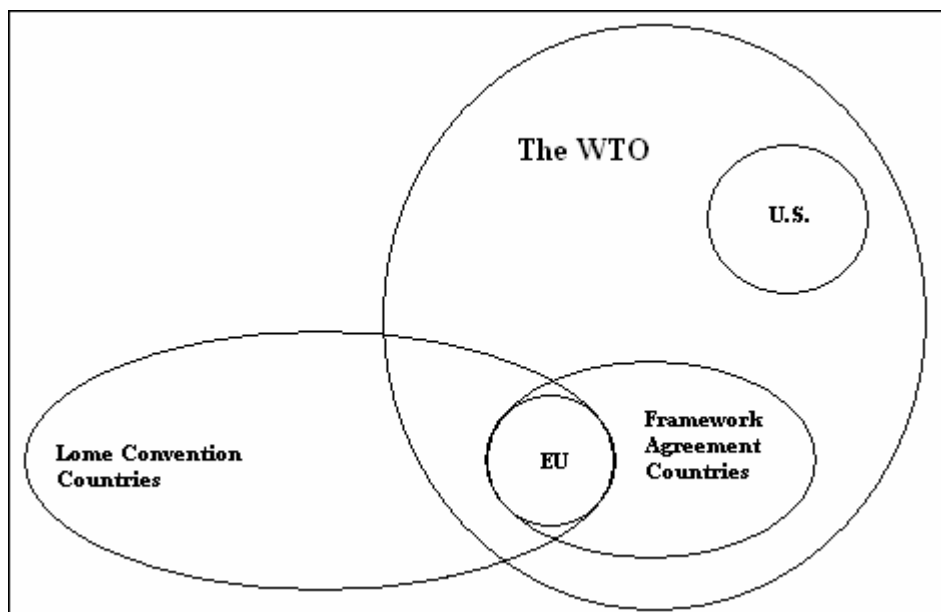 The WTO
U.S.
Lome Convention
Countries
EU
Framework
Agreement
Countries